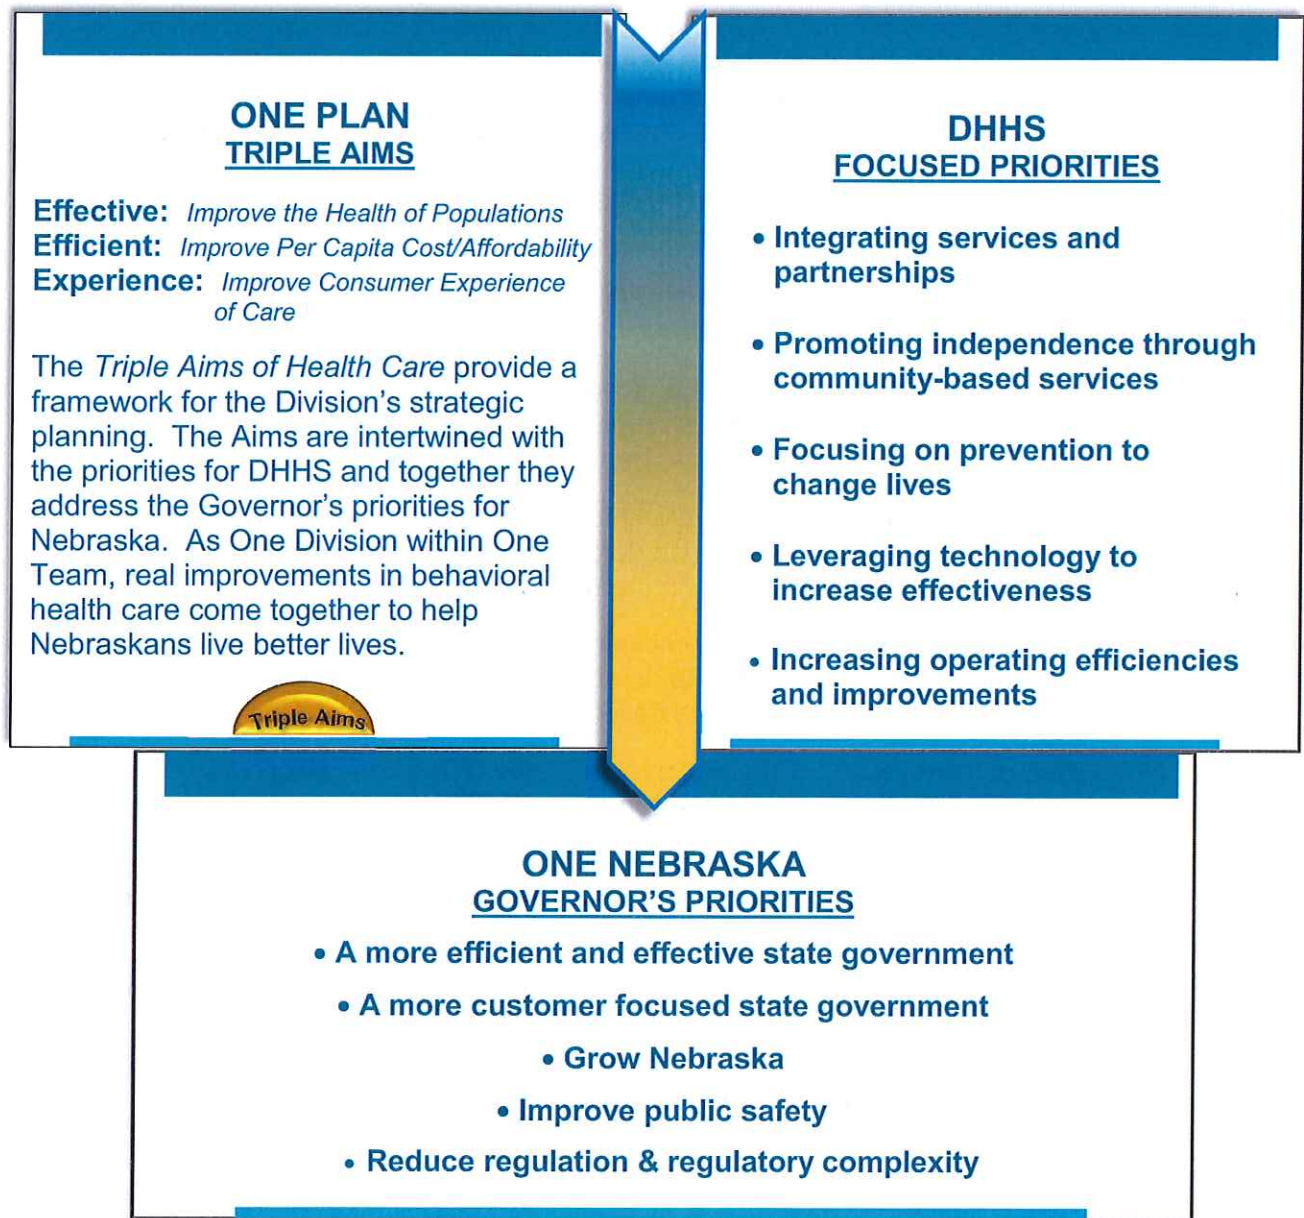 ONE PLAN
TRIPLE AIMS
Effective: Improve the Health of Populations
Efficient: Improve Per Capita Cost/Affordability
Experience: Improve Consumer Experience
of Care
The Triple Aims of Health Care provide a
framework for the Division's strategic
planning. The Aims are intertwined with
the priorities for DHHS and together they
address the Governor's priorities for
Nebraska. As One Division within One
Team, real improvements in behavioral
health care come together to help
Nebraskans live better lives.
Triple Aims
DHHS
FOCUSED PRIORITIES
• Integrating services and
partnerships
• Promoting independence through
community-based services
• Focusing on prevention to
change lives
• Leveraging technology to
increase effectiveness
• Increasing operating efficiencies
and improvements
ONE NEBRASKA
GOVERNOR'S PRIORITIES
• A more efficient and effective state government
• A more customer focused state government
• Grow Nebraska
• Improve public safety
• Reduce regulation & regulatory complexity